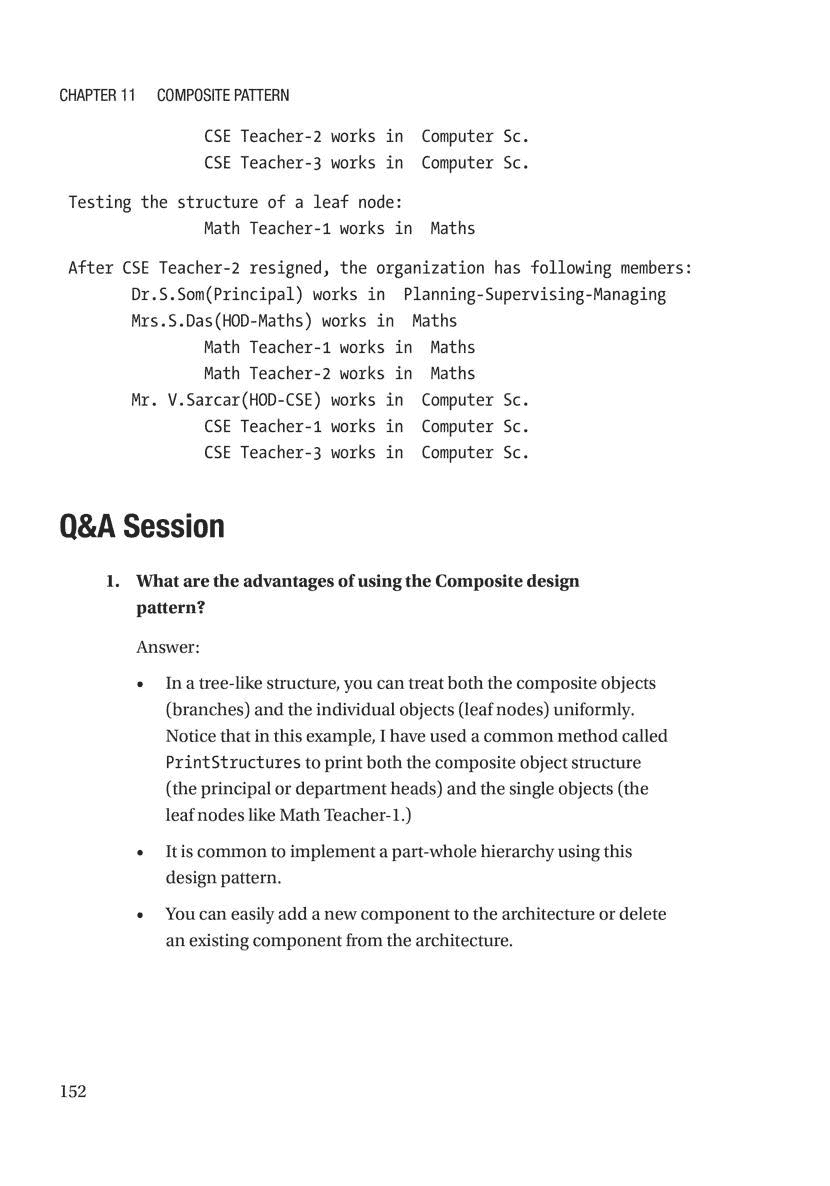 CHAPTER 11 COMPOSITE PATTERN
CSE Teacher-2 works in  Computer Sc.
CSE Teacher-3 works in  Computer Sc.
Testing the structure of a leaf node:
Math Teacher-1 works in  Maths
After CSE Teacher-2 resigned, the organization has following members:
Dr.S.Som(Principal) works in  Planning-Supervising-Managing
Mrs.S.Das(HOD-Maths) works in  Maths
Math Teacher-1 works in  Maths
Math Teacher-2 works in  Maths
Mr. V.Sarcar(HOD-CSE) works in  Computer Sc.
CSE Teacher-1 works in  Computer Sc.
CSE Teacher-3 works in  Computer Sc.
Q&A Session
1. What are the advantages of using the Composite design
pattern?
Answer:
• In a tree-like structure, you can treat both the composite objects
(branches) and the individual objects (leaf nodes) uniformly.
Notice that in this example, I have used a common method called
PrintStructures to print both the composite object structure
(the principal or department heads) and the single objects (the
leaf nodes like Math Teacher-1.)
• It is common to implement a part-whole hierarchy using this
design pattern.
• You can easily add a new component to the architecture or delete
an existing component from the architecture.
152